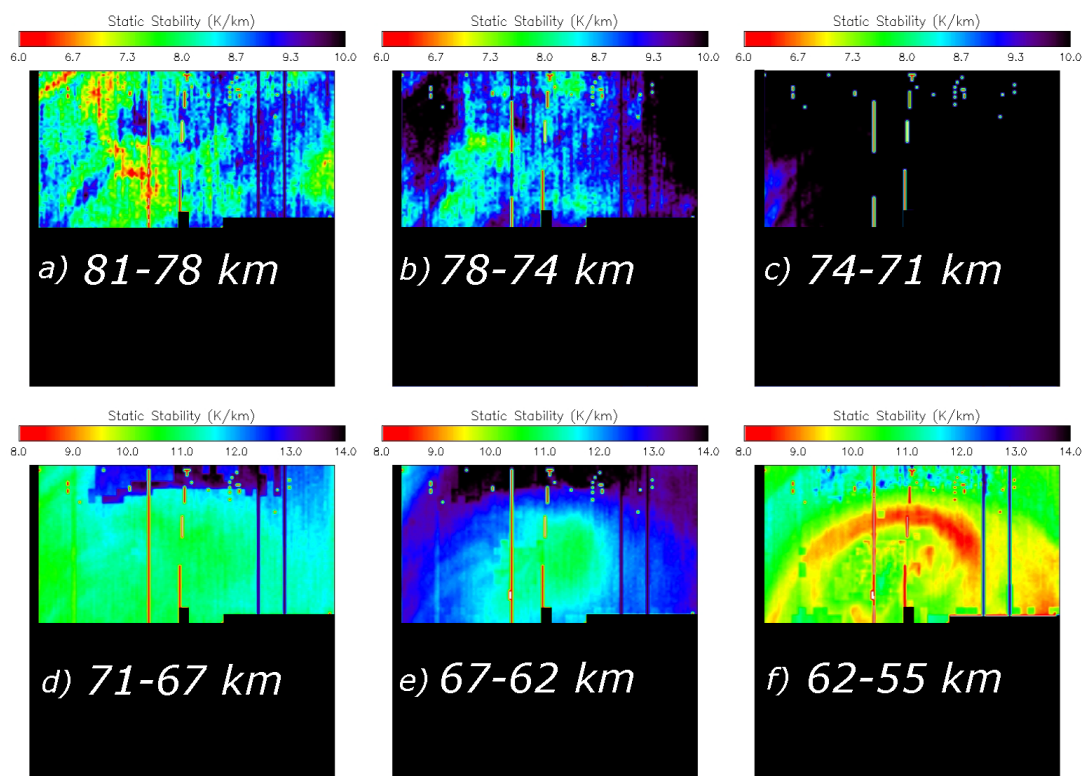 Static Stability (K/km) Static Stability (K/km) Static Stability (K/km)
6.0 6.7 7.3 8.0 8.7 9.3 10.0 6.0 6.7 7.3 8.0 8.7 9.3 10.0 6.0 6.7 7.3 8.0 8.7 9.3 10.0
a) 81-78 km b) 78-74 km c) 74-71 km
Static Stability (K/km) Static Stability (K/km) Static Stability (K/km)
8.0 9.0 10.0 11.0 12.0 13.0 14.0 8.0 9.0 10.0 11.0 12.0 13.0 14.0 8.0 9.0 10.0 11.0 12.0 13.0 14.0
d) 71-67 km e) 67-62 km f) 62-55 km